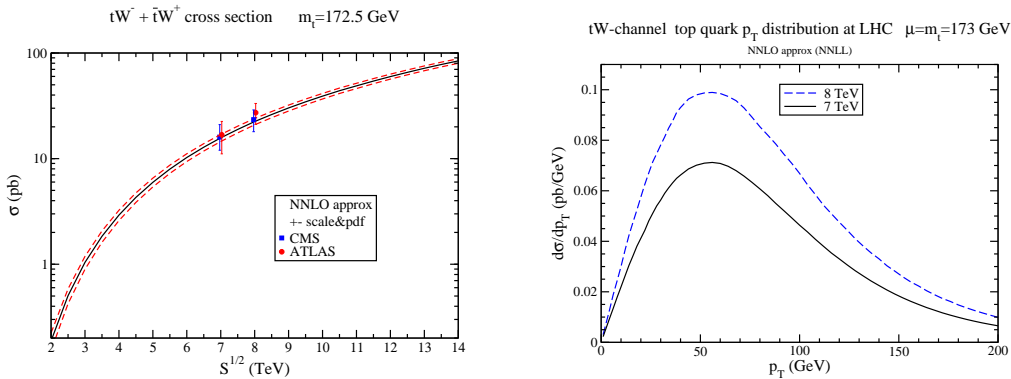 tW⁻ + t̄W⁺ cross section m_t=172.5 GeV
100
10
1
σ (pb)
NNLO approx
+- scale&pdf
CMS
ATLAS
2 3 4 5 6 7 8 9 10 11 12 13 14
S^{1/2} (TeV)
tW-channel top quark p_T distribution at LHC μ=m_t=173 GeV
NNLO approx (NNLL)
0.1
0.08
0.06
0.04
0.02
0
dσ/dp_T (pb/GeV)
8 TeV
7 TeV
0 50 100 150 200
p_T (GeV)